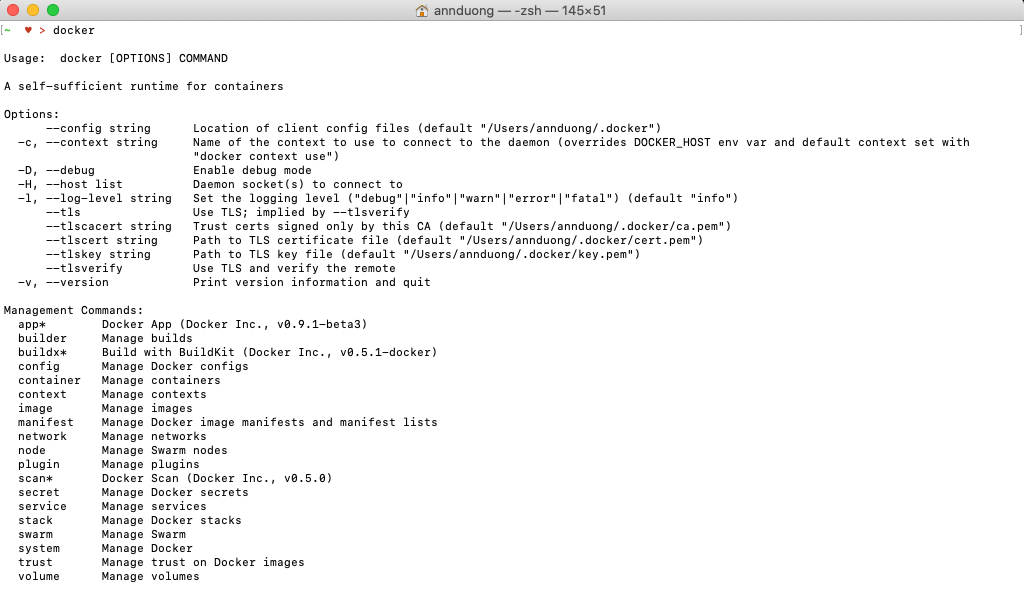 annduong — -zsh — 145×51
[~ ♥ > docker ]
Usage:  docker [OPTIONS] COMMAND
A self-sufficient runtime for containers
Options:
      --config string      Location of client config files (default "/Users/annduong/.docker")
  -c, --context string     Name of the context to use to connect to the daemon (overrides DOCKER_HOST env var and default context set with
                           "docker context use")
  -D, --debug              Enable debug mode
  -H, --host list          Daemon socket(s) to connect to
  -l, --log-level string   Set the logging level ("debug"|"info"|"warn"|"error"|"fatal") (default "info")
      --tls                Use TLS; implied by --tlsverify
      --tlscacert string   Trust certs signed only by this CA (default "/Users/annduong/.docker/ca.pem")
      --tlscert string     Path to TLS certificate file (default "/Users/annduong/.docker/cert.pem")
      --tlskey string      Path to TLS key file (default "/Users/annduong/.docker/key.pem")
      --tlsverify          Use TLS and verify the remote
  -v, --version            Print version information and quit
Management Commands:
  app*        Docker App (Docker Inc., v0.9.1-beta3)
  builder     Manage builds
  buildx*     Build with BuildKit (Docker Inc., v0.5.1-docker)
  config      Manage Docker configs
  container   Manage containers
  context     Manage contexts
  image       Manage images
  manifest    Manage Docker image manifests and manifest lists
  network     Manage networks
  node        Manage Swarm nodes
  plugin      Manage plugins
  scan*       Docker Scan (Docker Inc., v0.5.0)
  secret      Manage Docker secrets
  service     Manage services
  stack       Manage Docker stacks
  swarm       Manage Swarm
  system      Manage Docker
  trust       Manage trust on Docker images
  volume      Manage volumes